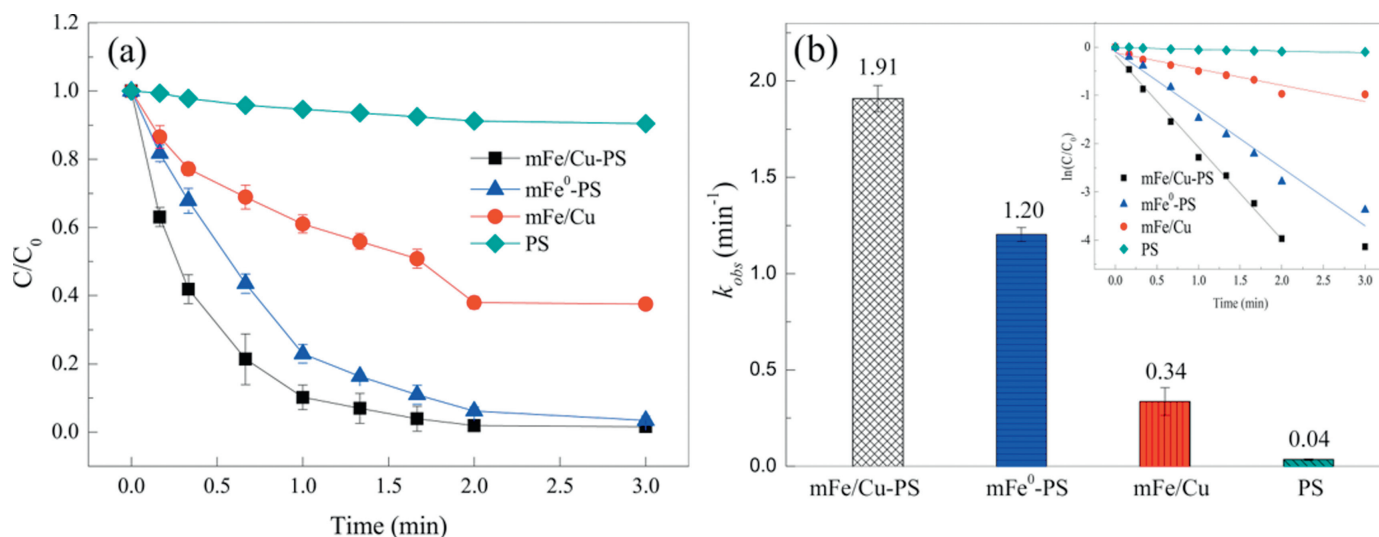 (a)
C/C0
1.2
1.0
0.8
0.6
0.4
0.2
0.0
mFe/Cu-PS
mFe⁰-PS
mFe/Cu
PS
0.0 0.5 1.0 1.5 2.0 2.5 3.0
Time (min)
(b)
kobs (min⁻¹)
2.0
1.5
1.0
0.5
0.0
1.91
1.20
0.34
0.04
mFe/Cu-PS mFe⁰-PS mFe/Cu PS
ln(C/C0)
0
-1
-2
-3
-4
mFe/Cu-PS
mFe⁰-PS
mFe/Cu
PS
0.0 0.5 1.0 1.5 2.0 2.5 3.0
Time (min)